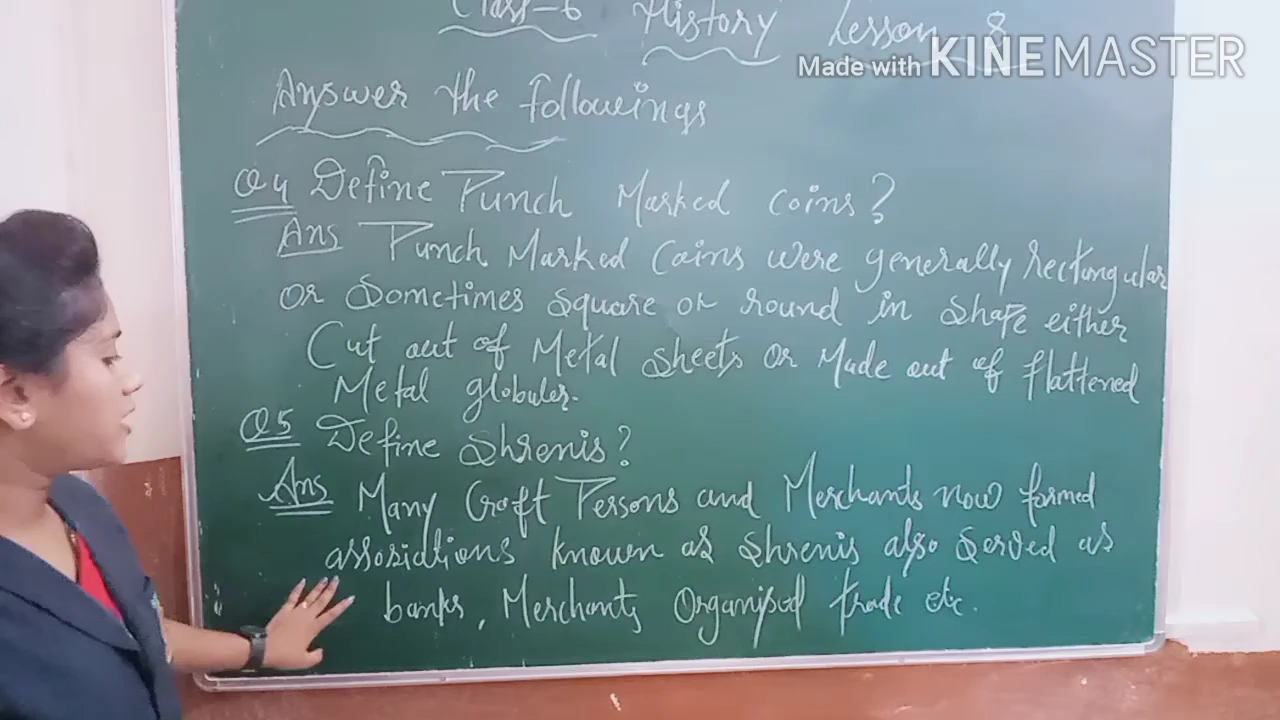 Class-6 History Lesson-8
Made with KINEMASTER
Answer the followings
Q4 Define Punch Marked coins?
Ans Punch Marked Coins were generally Rectangular
or Sometimes Square or round in Shape either
Cut out of Metal Sheets or Made out of flattened
Metal globules.
Q5 Define Shrenis?
Ans Many Craft Persons and Merchants now formed
assosiations known as Shrenis also Served as
banks, Merchants Organised trade etc.